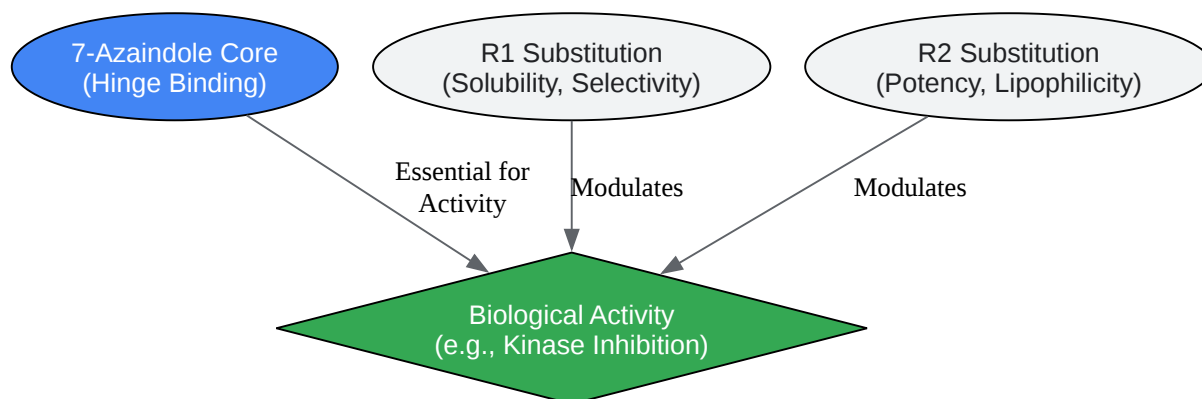 7-Azaindole Core
(Hinge Binding)
R1 Substitution
(Solubility, Selectivity)
R2 Substitution
(Potency, Lipophilicity)
Essential for
Activity
Modulates
Modulates
Biological Activity
(e.g., Kinase Inhibition)